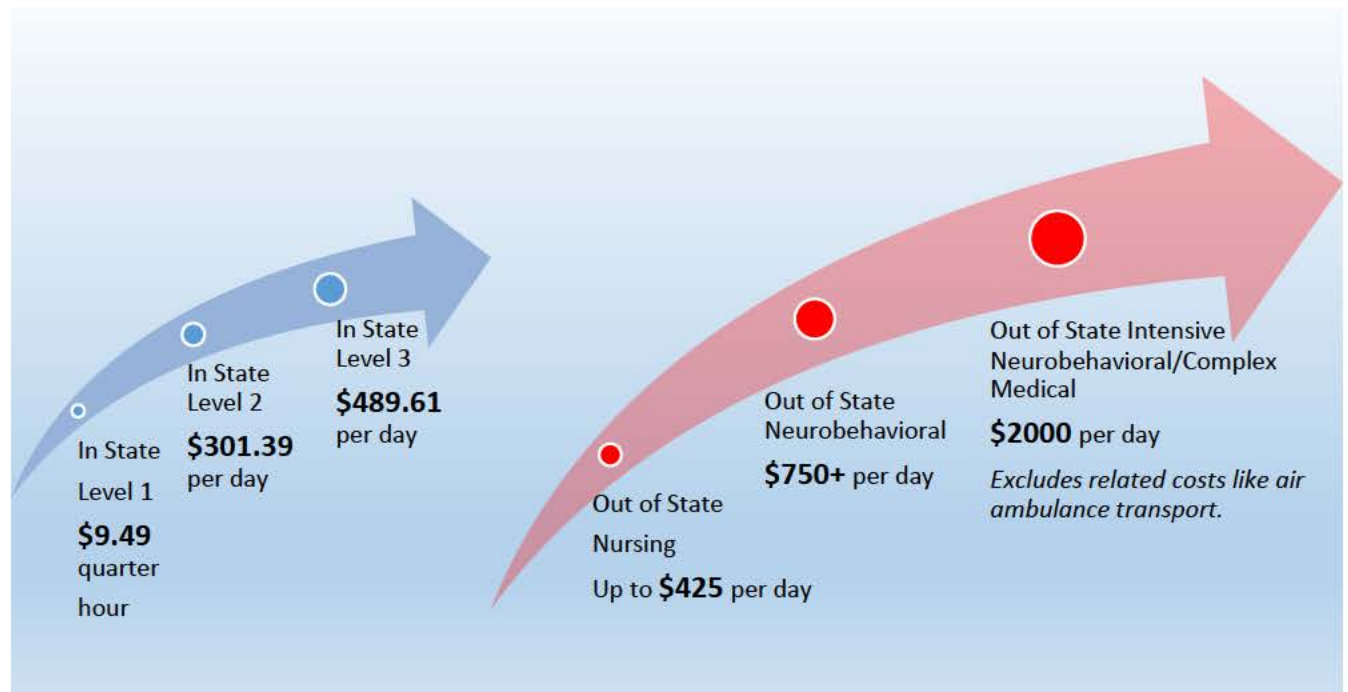 In State
Level 1
$9.49
quarter
hour
In State
Level 2
$301.39
per day
In State
Level 3
$489.61
per day
Out of State
Nursing
Up to $425 per day
Out of State
Neurobehavioral
$750+ per day
Out of State Intensive
Neurobehavioral/Complex
Medical
$2000 per day
Excludes related costs like air
ambulance transport.